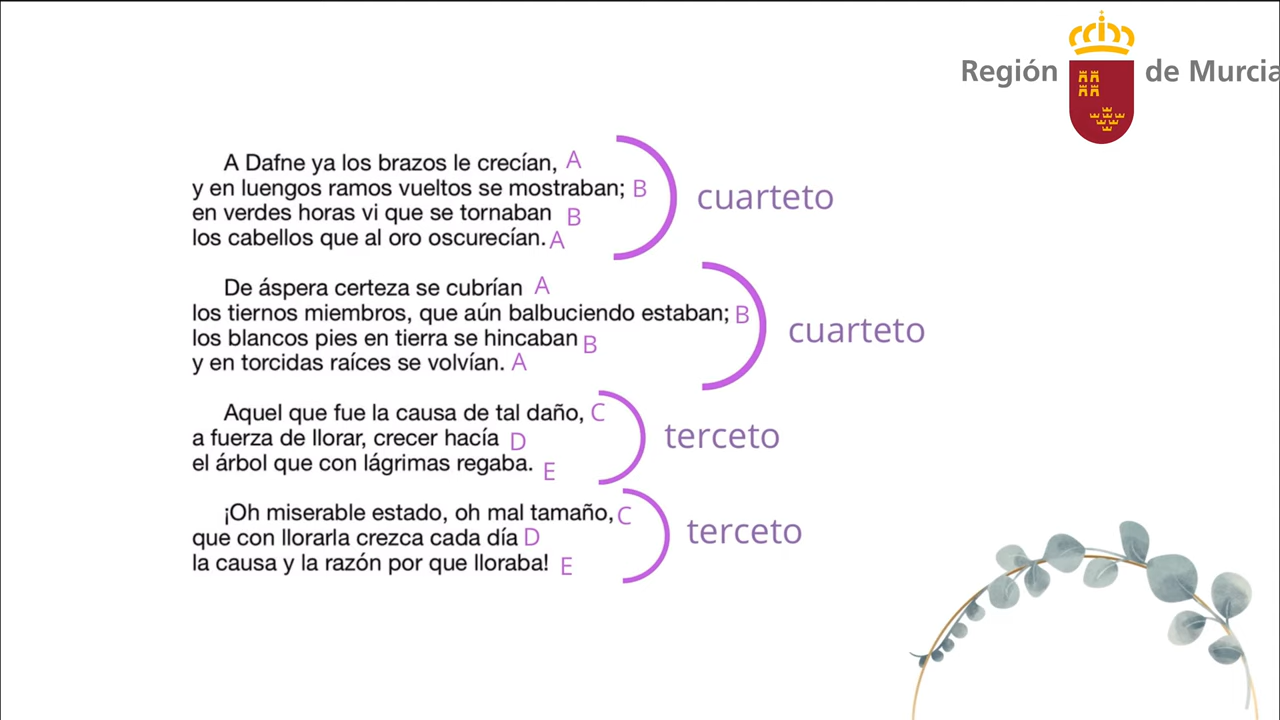 Región de Murcia
A Dafne ya los brazos le crecían, A
y en luengos ramos vueltos se mostraban; B
en verdes horas vi que se tornaban B
los cabellos que al oro oscurecían. A
cuarteto
De áspera certeza se cubrían A
los tiernos miembros, que aún balbuciendo estaban; B
los blancos pies en tierra se hincaban B
y en torcidas raíces se volvían. A
cuarteto
Aquel que fue la causa de tal daño, C
a fuerza de llorar, crecer hacía D
el árbol que con lágrimas regaba. E
terceto
¡Oh miserable estado, oh mal tamaño, C
que con llorarla crezca cada día D
la causa y la razón por que lloraba! E
terceto